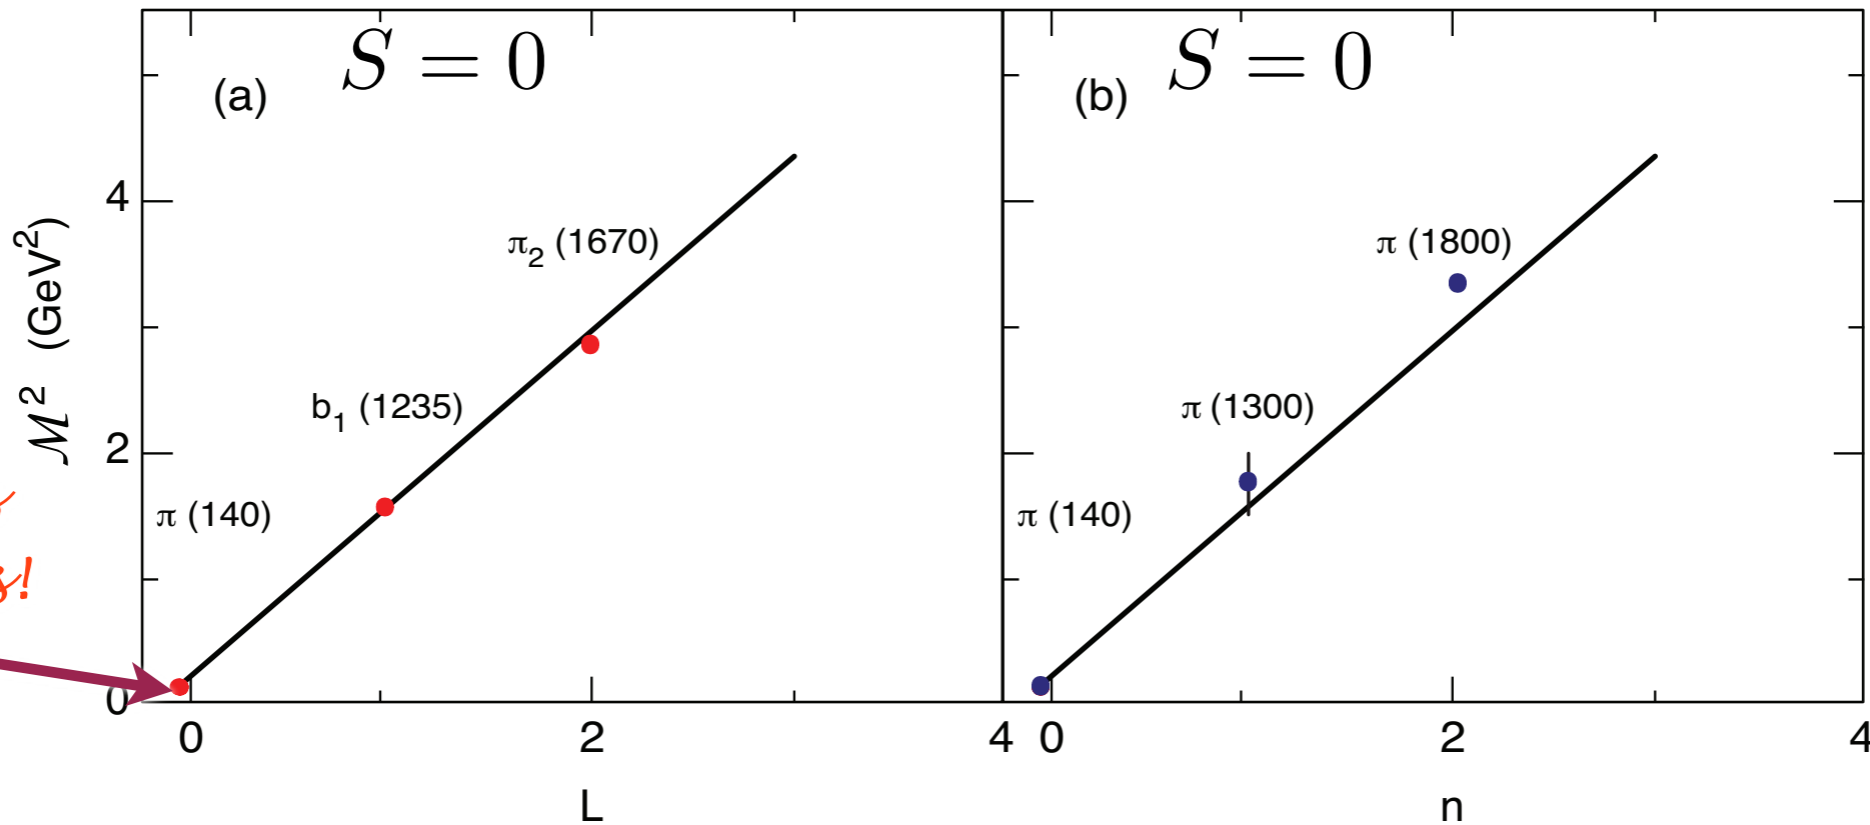 (a) S = 0
(b) S = 0
4
π₂ (1670)
π (1800)
ℳ² (GeV²)
b₁ (1235)
π (1300)
2
π (140)
π (140)
0
0 2 4
0 2 4
L
n